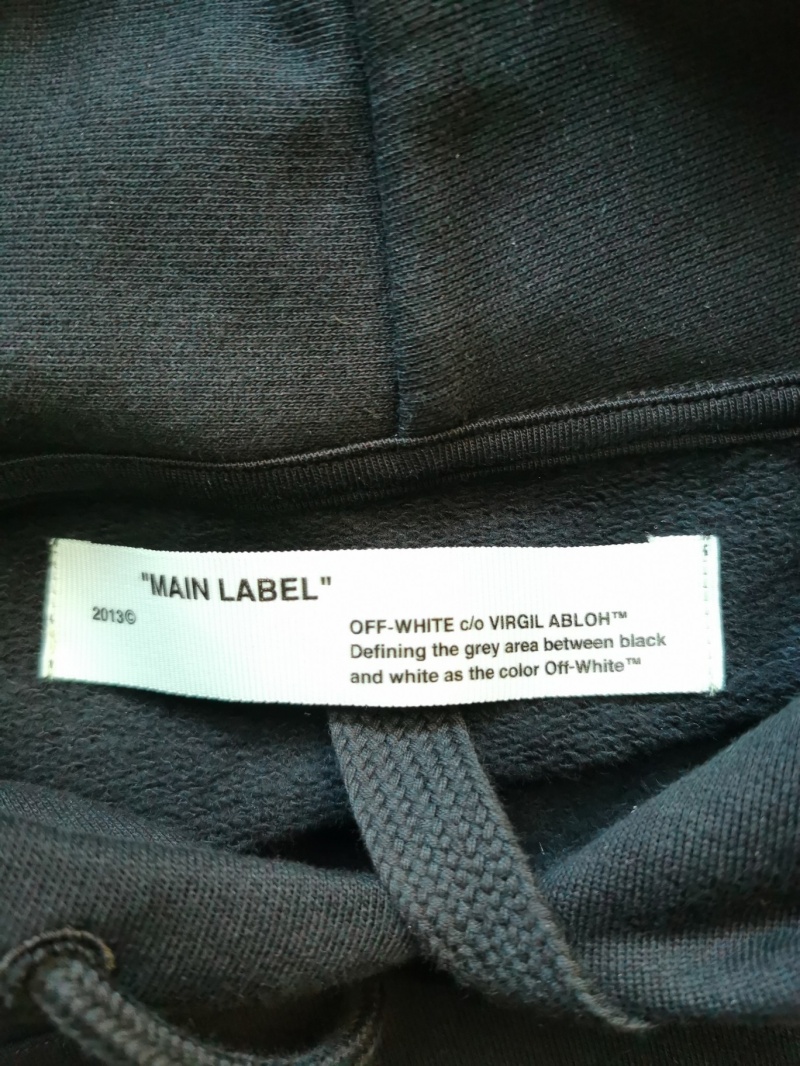 "MAIN LABEL"
2013©
OFF-WHITE c/o VIRGIL ABLOH™
Defining the grey area between black
and white as the color Off-White™